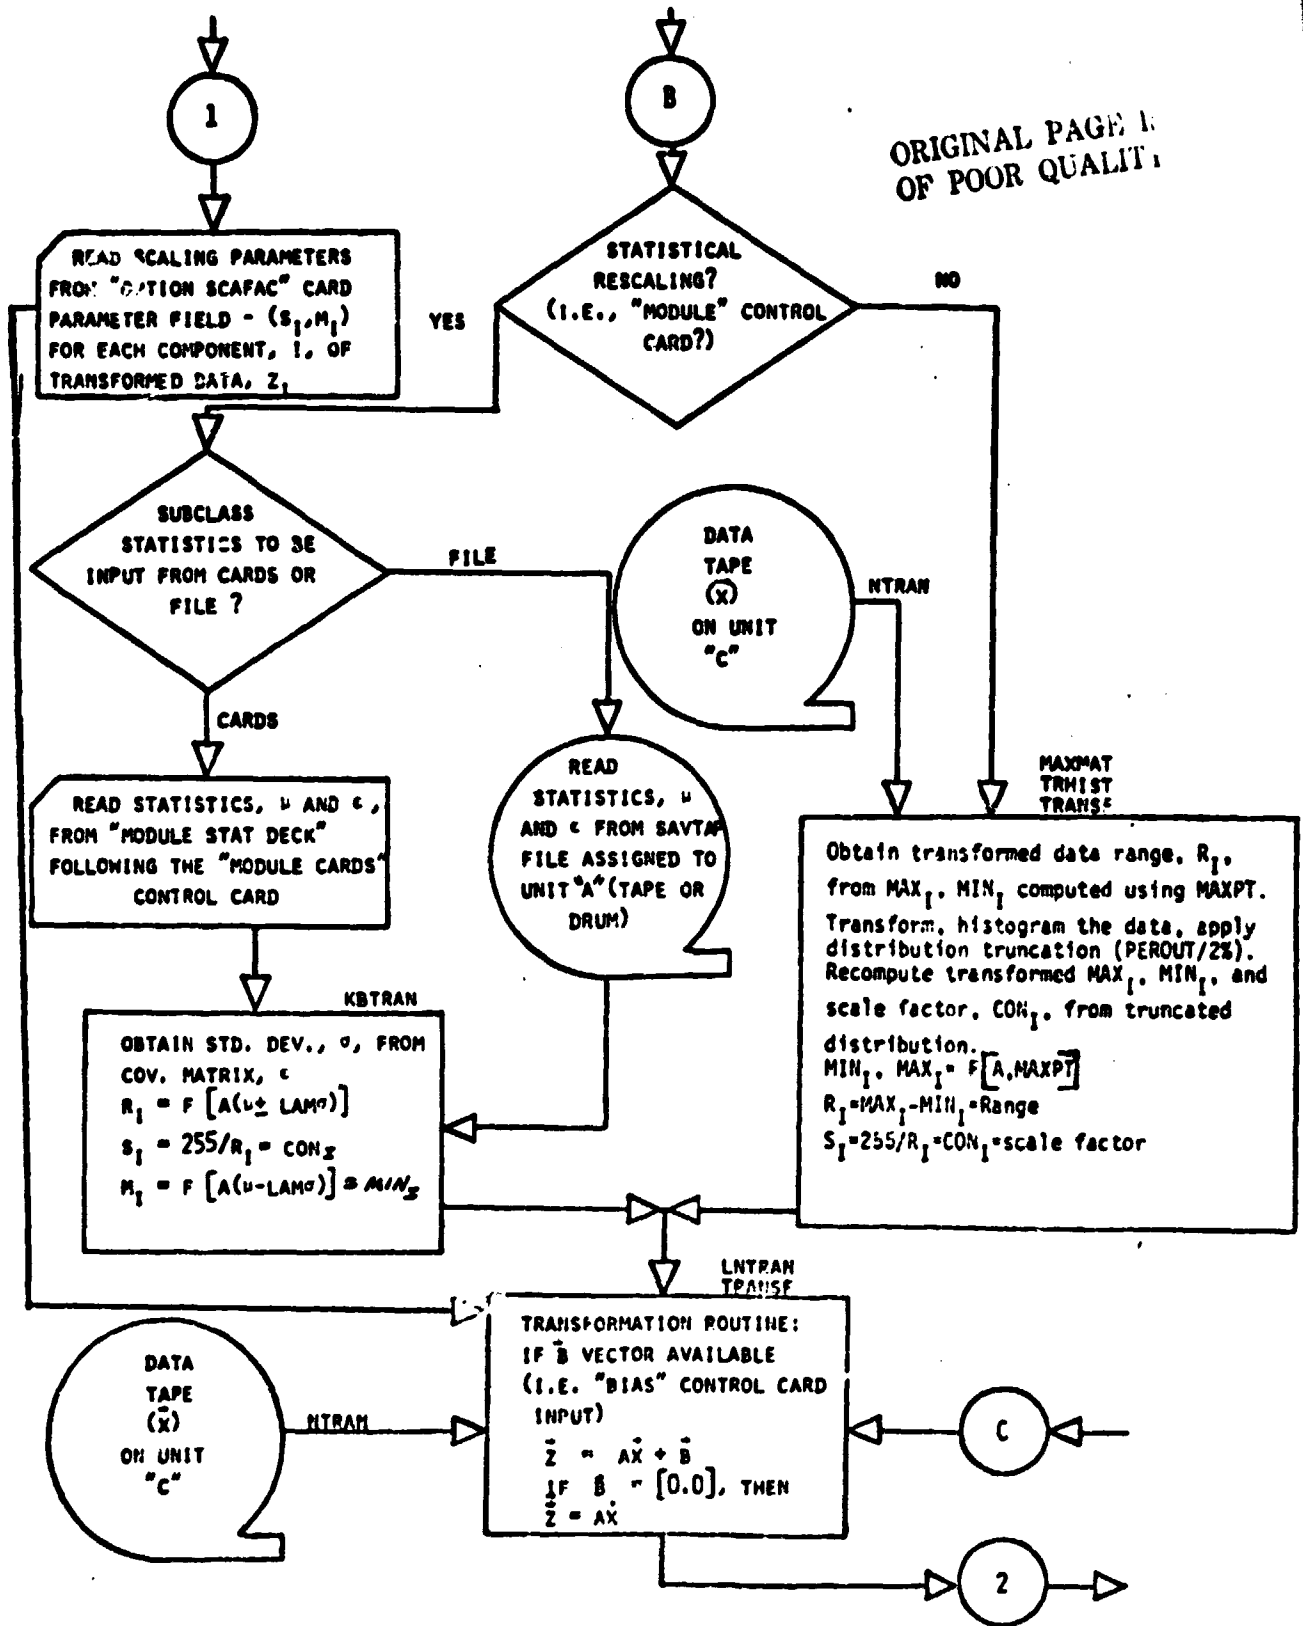 1
B
ORIGINAL PAGE
OF POOR
READ SCALING PARAMETERS
FROM "OPTION SCAFAC" CARD
PARAMETER FIELD - (S_I,M_I)
FOR EACH COMPONENT, I, OF
TRANSFORMED DATA, Z_I
STATISTICAL
RESCALING?
(I.E., "MODULE" CONTROL
CARD?)
YES
NO
SUBCLASS
STATISTICS TO BE
INPUT FROM CARDS OR
FILE ?
FILE
CARDS
DATA
TAPE
(X)
ON UNIT
"C"
NTRAN
READ STATISTICS, μ AND ε,
FROM "MODULE STAT DECK"
FOLLOWING THE "MODULE CARDS"
CONTROL CARD
READ
STATISTICS, μ
AND ε FROM SAVTAP
FILE ASSIGNED TO
UNIT "A" (TAPE OR
DRUM)
MAXMAT
TRHIST
TRANSF
Obtain transformed data range, R_I,
from MAX_I, MIN_I computed using MAXPT.
Transform, histogram the data, apply
distribution truncation (PEROUT/2%).
Recompute transformed MAX_I, MIN_I, and
scale factor, CON_I, from truncated
distribution.
MIN_I, MAX_I = F[A,MAXPT]
R_I=MAX_I-MIN_I=Range
S_I=255/R_I=CON_I=scale factor
KBTRAN
OBTAIN STD. DEV., σ, FROM
COV. MATRIX, ε
R_I = F [A(μ± LAMσ)]
S_I = 255/R_I = CON_I
M_I = F [A(μ-LAMσ)] = MIN_I
LNTRAN
TRANSF
TRANSFORMATION ROUTINE:
IF B⃗ VECTOR AVAILABLE
(I.E. "BIAS" CONTROL CARD
INPUT)
Z⃗ = AX⃗ + B⃗
IF B⃗ = [0.0], THEN
Z⃗ = AX⃗
DATA
TAPE
(X⃗)
ON UNIT
"C"
NTRAN
C
2